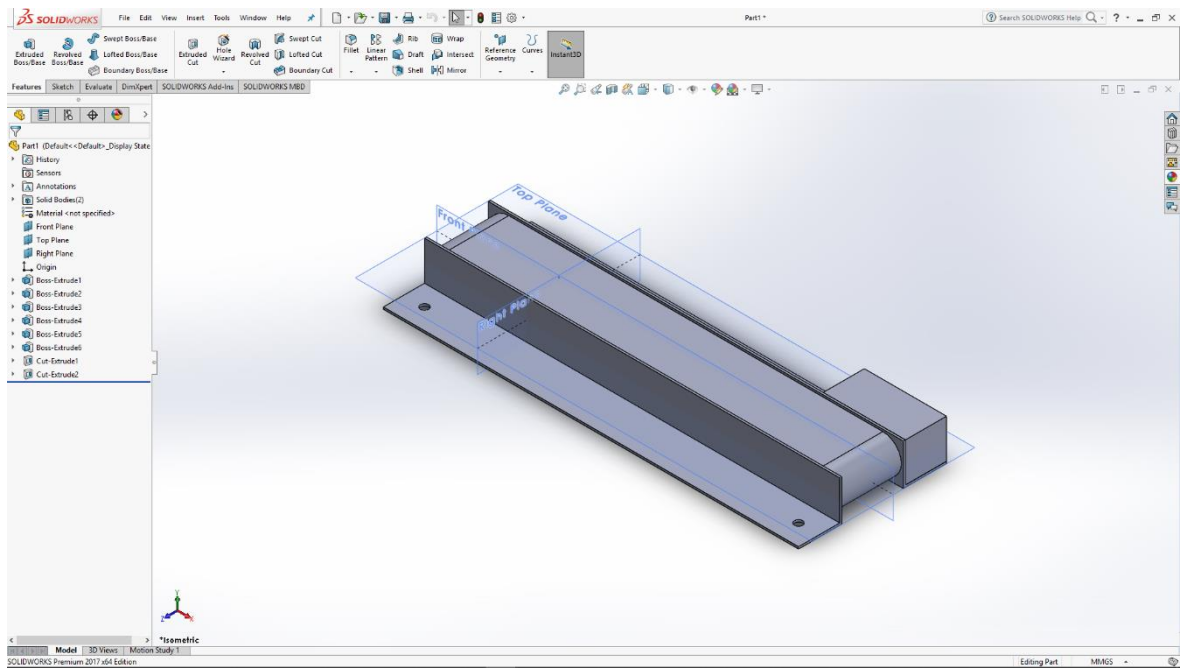 SOLIDWORKS File Edit View Insert Tools Window Help Part1 * Search SOLIDWORKS Help
Extruded Boss/Base Revolved Boss/Base Swept Boss/Base Lofted Boss/Base Boundary Boss/Base Extruded Cut Hole Wizard Revolved Cut Swept Cut Lofted Cut Boundary Cut Fillet Linear Pattern Rib Draft Shell Wrap Intersect Mirror Reference Geometry Curves Instant3D
Features Sketch Evaluate DimXpert SOLIDWORKS Add-Ins SOLIDWORKS MBD
Part1 (Default<<Default>_Display State
History
Sensors
Annotations
Solid Bodies(2)
Material <not specified>
Front Plane
Top Plane
Right Plane
Origin
Boss-Extrude1
Boss-Extrude2
Boss-Extrude3
Boss-Extrude4
Boss-Extrude5
Boss-Extrude6
Cut-Extrude1
Cut-Extrude2
Top Plane
Front
Right Plan
Y
*Isometric
Model 3D Views Motion Study 1
SOLIDWORKS Premium 2017 x64 Edition Editing Part MMGS